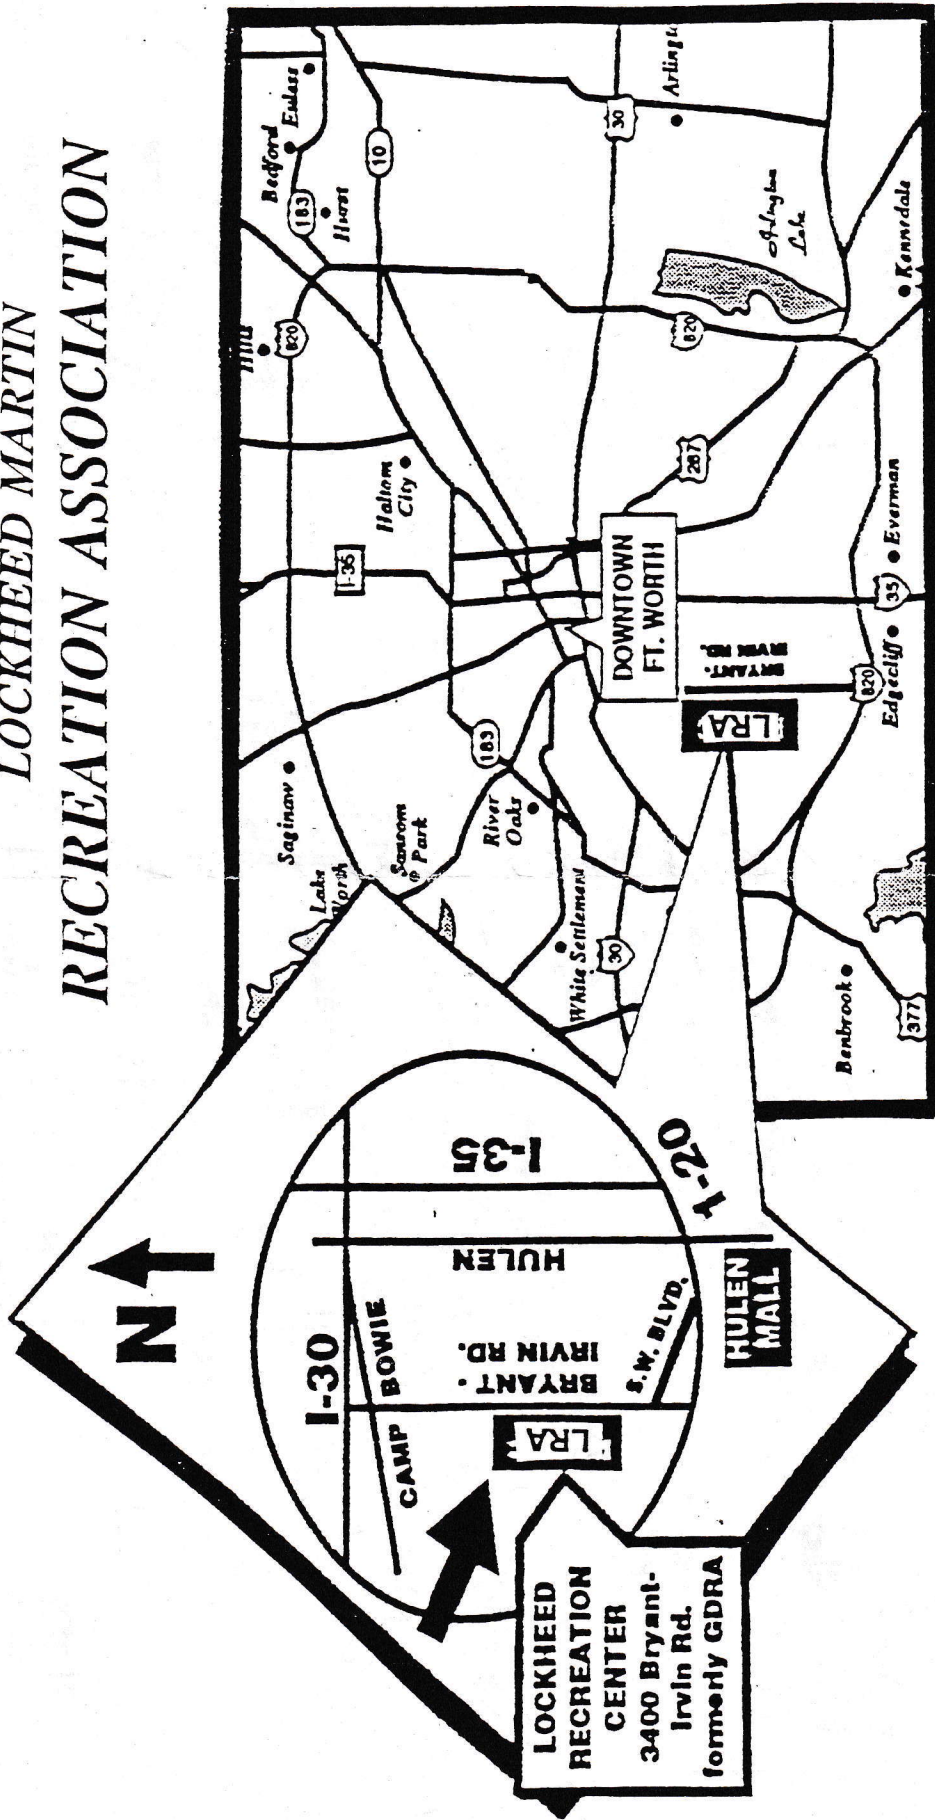 LOCKHEED MARTIN
RECREATION ASSOCIATION
N
I-30
CAMP BOWIE
BRYANT-
IRVIN RD.
HULEN
I-35
S.W. BLVD.
I-20
LRA
HULEN
MALL
LOCKHEED
RECREATION
CENTER
3400 Bryant-
Irvin Rd.
formerly GDRA
Bedford
Euless
183
Hurst
10
820
Haltom
City
I-35
Saginaw
Lake
Worth
Sansom
Park
183
River
Oaks
White Settlement
30
30
Arlington
Lake
820
287
DOWNTOWN
FT. WORTH
BRYANT-
IRVIN RD.
LRA
Kennedale
Everman
35
Edgecliff
820
Benbrook
377